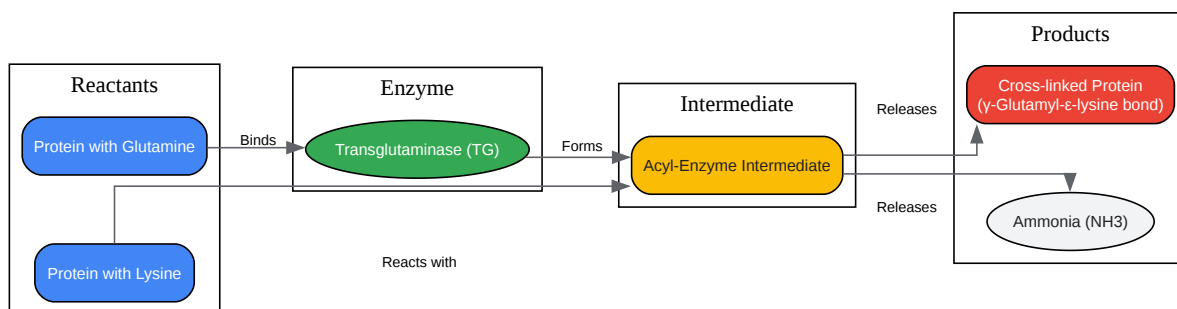 Reactants
Protein with Glutamine
Protein with Lysine
Binds
Enzyme
Transglutaminase (TG)
Reacts with
Forms
Intermediate
Acyl-Enzyme Intermediate
Releases
Releases
Products
Cross-linked Protein
(γ-Glutamyl-ε-lysine bond)
Ammonia (NH3)